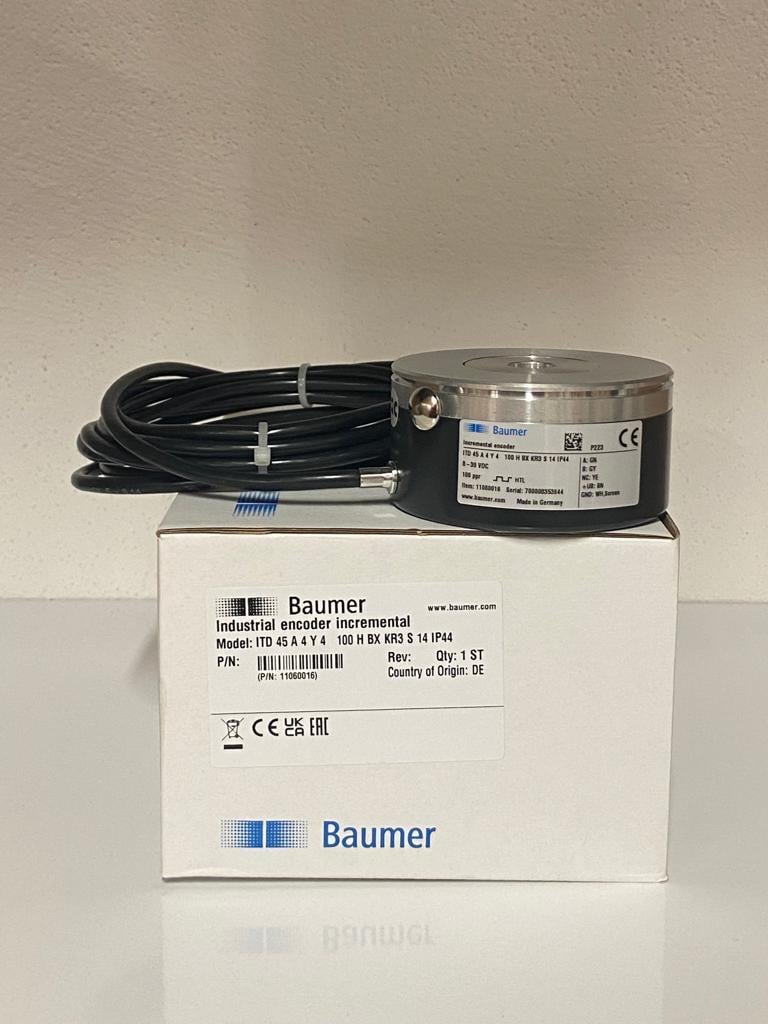 Baumer
Incremental encoder
P223
CE
ITD 45 A 4 Y 4 100 H BX KR3 S 14 IP44
8 – 30 VDC
100 ppr HTL
Item: 11060016 Serial: 700000353644
www.baumer.com Made in Germany
A: GN
B: GY
NC: YE
+UB: BN
GND: WH,Screen
Baumer www.baumer.com
Industrial encoder incremental
Model: ITD 45 A 4 Y 4 100 H BX KR3 S 14 IP44
P/N: Rev: Qty: 1 ST
(P/N: 11060016) Country of Origin: DE
CE UK CA EAC
Baumer